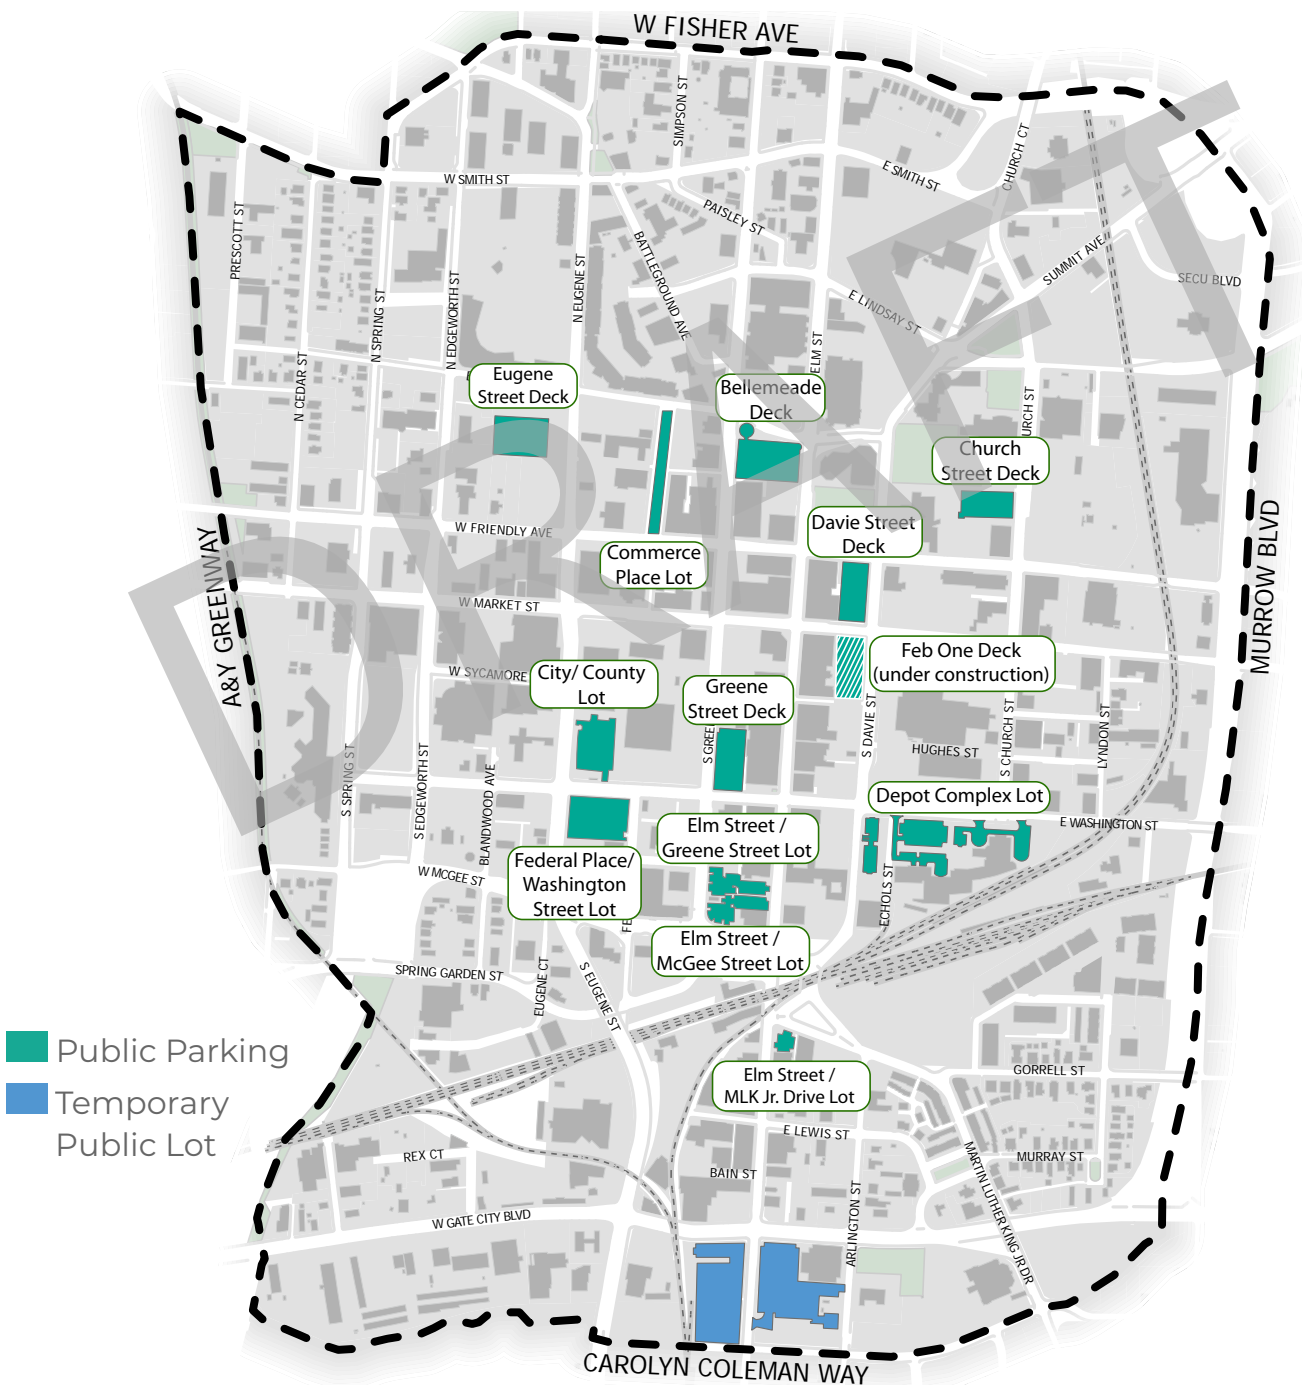 W FISHER AVE
SIMPSON ST
CHURCH CT
W SMITH ST
E SMITH ST
PRESCOTT ST
PAISLEY ST
BATTLEGROUND AVE
SUMMIT AVE
SECU BLVD
N EUGENE ST
N EDGEWORTH ST
N SPRING ST
N CEDAR ST
E LINDSAY ST
ELM ST
Eugene
Street Deck
Bellemeade
Deck
URCH ST
Church
Street Deck
W FRIENDLY AVE
Davie Street
Deck
Commerce
Place Lot
A&Y GREENWAY
MURROW BLVD
W MARKET ST
W SYCAMORE
City/ County
Lot
Greene
Street Deck
Feb One Deck
(under construction)
S GREE
S DAVIE ST
HUGHES ST
S CHURCH ST
LYNDON ST
S SPRING ST
S EDGEWORTH ST
BLANDWOOD AVE
Depot Complex Lot
E WASHINGTON ST
Elm Street /
Greene Street Lot
Federal Place/
Washington
Street Lot
W MCGEE ST
FE
ECHOLS ST
Elm Street /
McGee Street Lot
SPRING GARDEN ST
EUGENE CT
S EUGENE ST
Public Parking
Temporary
Public Lot
Elm Street /
MLK Jr. Drive Lot
GORRELL ST
E LEWIS ST
REX CT
BAIN ST
MURRAY ST
MARTIN LUTHER KING JR DR
ARLINGTON ST
W GATE CITY BLVD
CAROLYN COLEMAN WAY
DRAFT